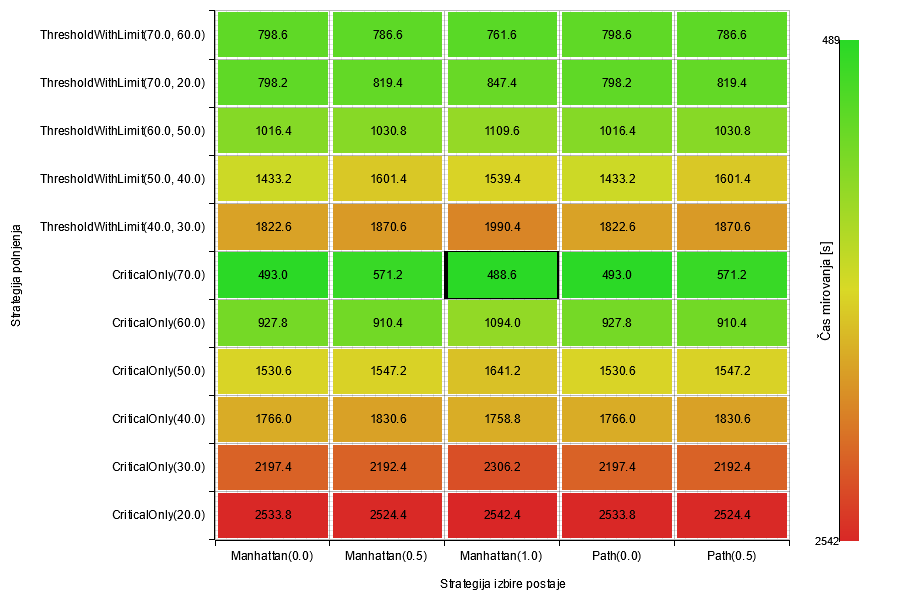 ThresholdWithLimit(70.0, 60.0) 798.6 786.6 761.6 798.6 786.6
ThresholdWithLimit(70.0, 20.0) 798.2 819.4 847.4 798.2 819.4
ThresholdWithLimit(60.0, 50.0) 1016.4 1030.8 1109.6 1016.4 1030.8
ThresholdWithLimit(50.0, 40.0) 1433.2 1601.4 1539.4 1433.2 1601.4
ThresholdWithLimit(40.0, 30.0) 1822.6 1870.6 1990.4 1822.6 1870.6
CriticalOnly(70.0) 493.0 571.2 488.6 493.0 571.2
CriticalOnly(60.0) 927.8 910.4 1094.0 927.8 910.4
CriticalOnly(50.0) 1530.6 1547.2 1641.2 1530.6 1547.2
CriticalOnly(40.0) 1766.0 1830.6 1758.8 1766.0 1830.6
CriticalOnly(30.0) 2197.4 2192.4 2306.2 2197.4 2192.4
CriticalOnly(20.0) 2533.8 2524.4 2542.4 2533.8 2524.4
Manhattan(0.0) Manhattan(0.5) Manhattan(1.0) Path(0.0) Path(0.5)
Strategija izbire postaje
Strategija polnjenja
489
Čas mirovanja [s]
2542